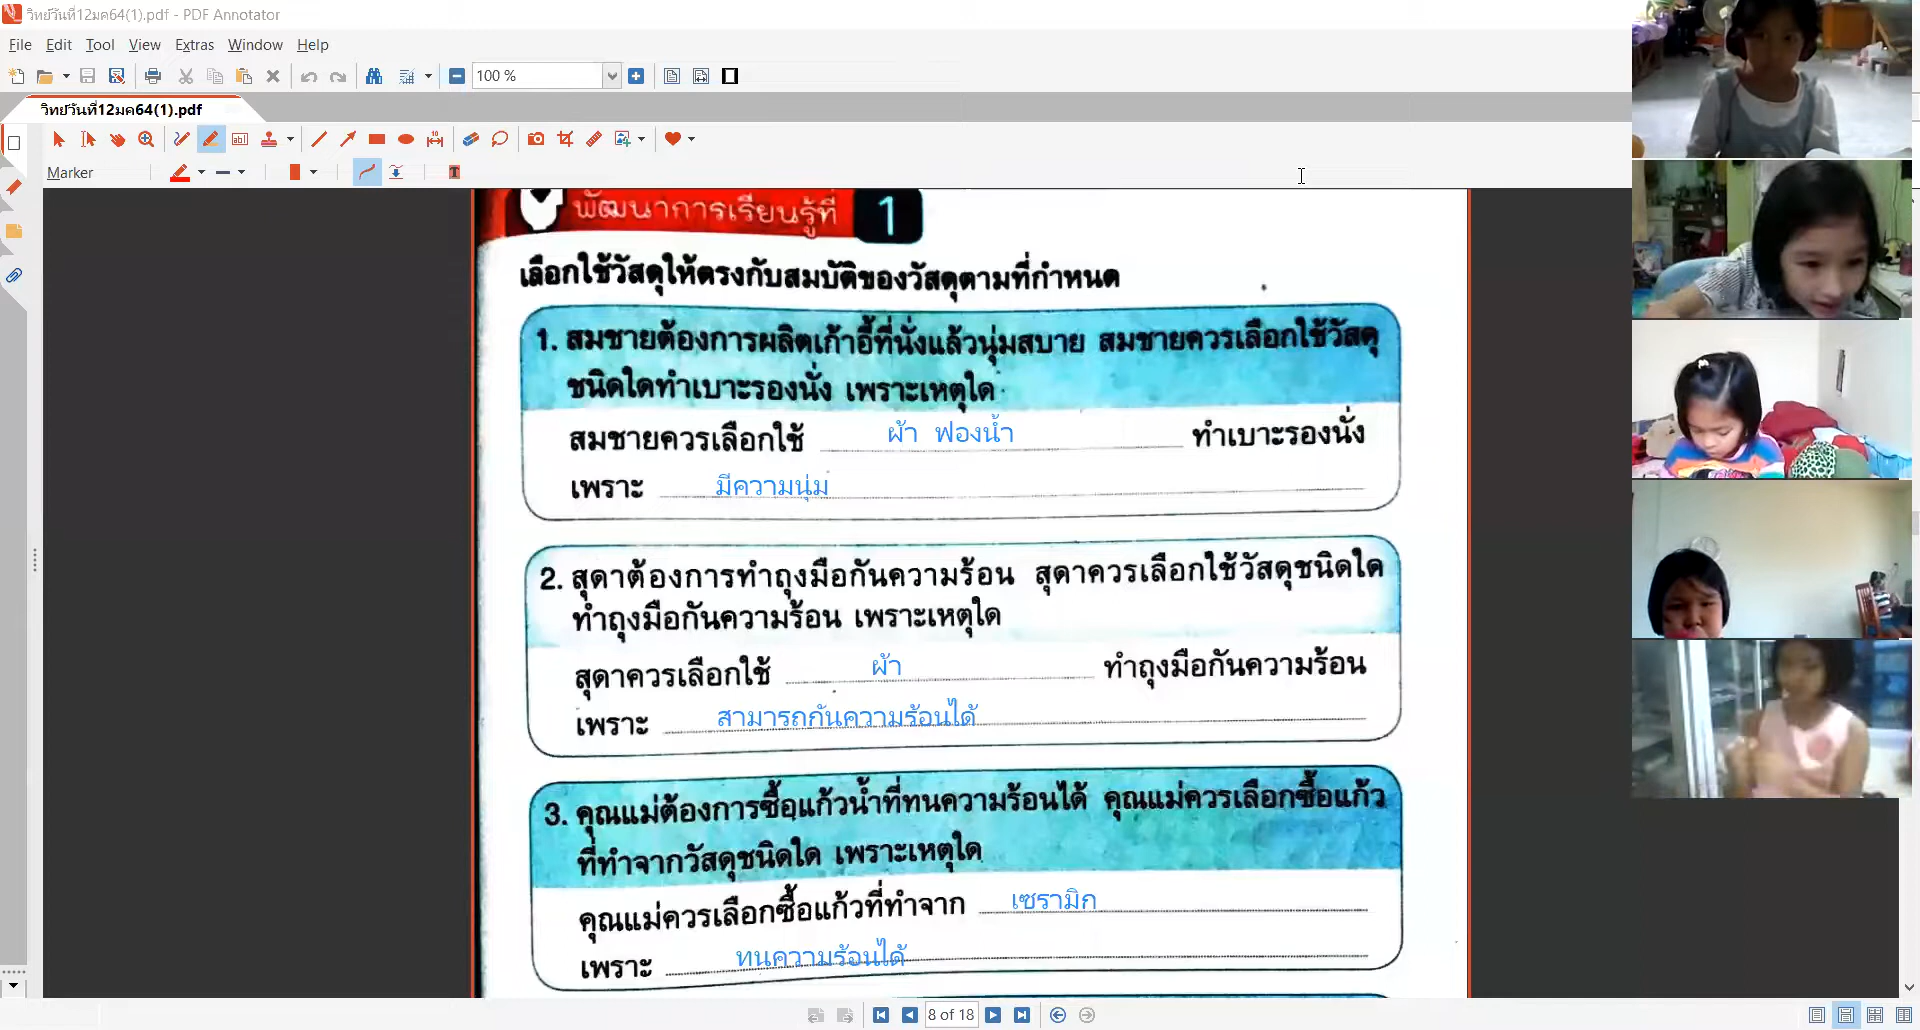 วิทย์วันที่12มค64(1).pdf - PDF Annotator
File Edit Tool View Extras Window Help
100 %
วิทย์วันที่12มค64(1).pdf
Marker
พัฒนาการเรียนรู้ที่ 1
เลือกใช้วัสดุให้ตรงกับสมบัติของวัสดุตามที่กำหนด
1. สมชายต้องการผลิตเก้าอี้ที่นั่งแล้วนุ่มสบาย สมชายควรเลือกใช้วัสดุ
ชนิดใดทำเบาะรองนั่ง เพราะเหตุใด
สมชายควรเลือกใช้ ผ้า ฟองน้ำ ทำเบาะรองนั่ง
เพราะ มีความนุ่ม
2. สุดาต้องการทำถุงมือกันความร้อน สุดาควรเลือกใช้วัสดุชนิดใด
ทำถุงมือกันความร้อน เพราะเหตุใด
สุดาควรเลือกใช้ ผ้า ทำถุงมือกันความร้อน
เพราะ สามารถกันความร้อนได้
3. คุณแม่ต้องการซื้อแก้วน้ำที่ทนความร้อนได้ คุณแม่ควรเลือกซื้อแก้ว
ที่ทำจากวัสดุชนิดใด เพราะเหตุใด
คุณแม่ควรเลือกซื้อแก้วที่ทำจาก เซรามิก
เพราะ ทนความร้อนได้
8 of 18